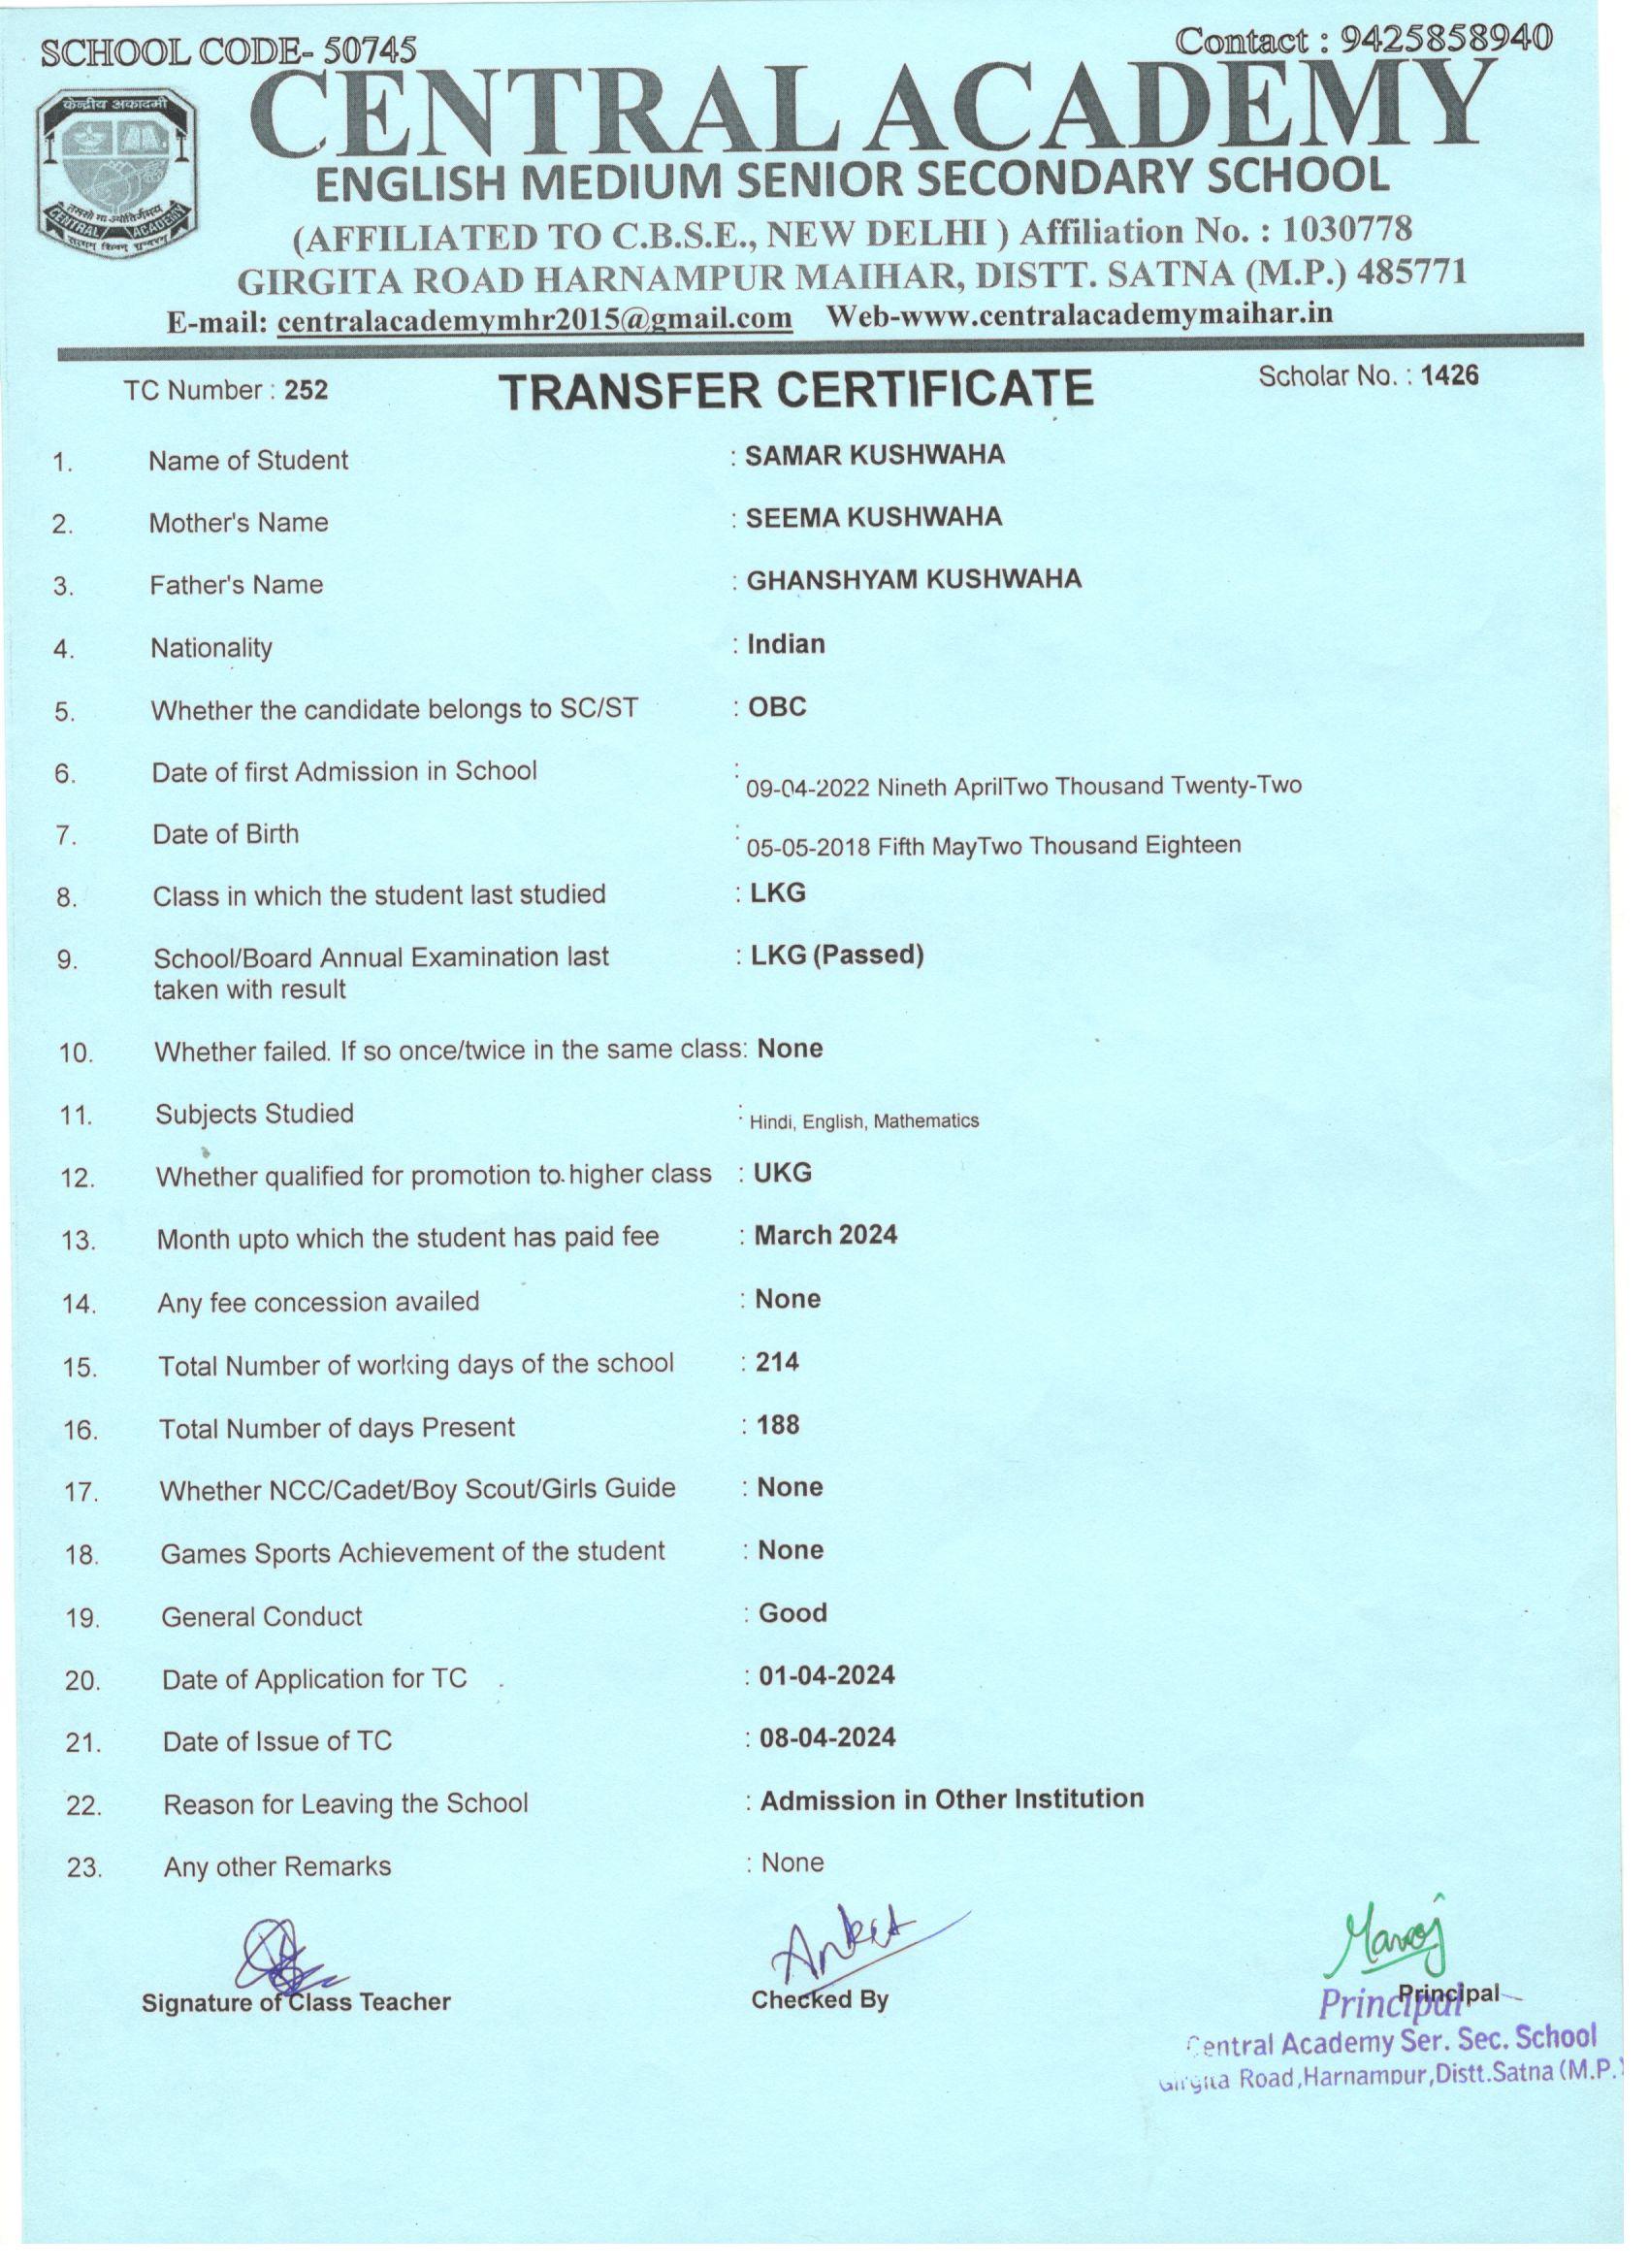 SCHOOL CODE- 50745
Contact : 9425858940
केन्द्रीय अकादमी
तमसो मा ज्योतिर्गमय
CENTRAL ACADEMY
सत्यम् शिवम् सुन्दरम्
CENTRAL ACADEMY
ENGLISH MEDIUM SENIOR SECONDARY SCHOOL
(AFFILIATED TO C.B.S.E., NEW DELHI ) Affiliation No. : 1030778
GIRGITA ROAD HARNAMPUR MAIHAR, DISTT. SATNA (M.P.) 485771
E-mail: centralacademymhr2015@gmail.com Web-www.centralacademymaihar.in
TC Number : 252
TRANSFER CERTIFICATE
Scholar No. : 1426
1. Name of Student : SAMAR KUSHWAHA
2. Mother's Name : SEEMA KUSHWAHA
3. Father's Name : GHANSHYAM KUSHWAHA
4. Nationality : Indian
5. Whether the candidate belongs to SC/ST : OBC
6. Date of first Admission in School : 09-04-2022 Nineth AprilTwo Thousand Twenty-Two
7. Date of Birth : 05-05-2018 Fifth MayTwo Thousand Eighteen
8. Class in which the student last studied : LKG
9. School/Board Annual Examination last : LKG (Passed)
taken with result
10. Whether failed. If so once/twice in the same class: None
11. Subjects Studied : Hindi, English, Mathematics
12. Whether qualified for promotion to higher class : UKG
13. Month upto which the student has paid fee : March 2024
14. Any fee concession availed : None
15. Total Number of working days of the school : 214
16. Total Number of days Present : 188
17. Whether NCC/Cadet/Boy Scout/Girls Guide : None
18. Games Sports Achievement of the student : None
19. General Conduct : Good
20. Date of Application for TC : 01-04-2024
21. Date of Issue of TC : 08-04-2024
22. Reason for Leaving the School : Admission in Other Institution
23. Any other Remarks : None
Ankit
Manoj
Signature of Class Teacher
Checked By
Principal
Principal
Central Academy Ser. Sec. School
Girgita Road,Harnampur,Distt.Satna (M.P.)